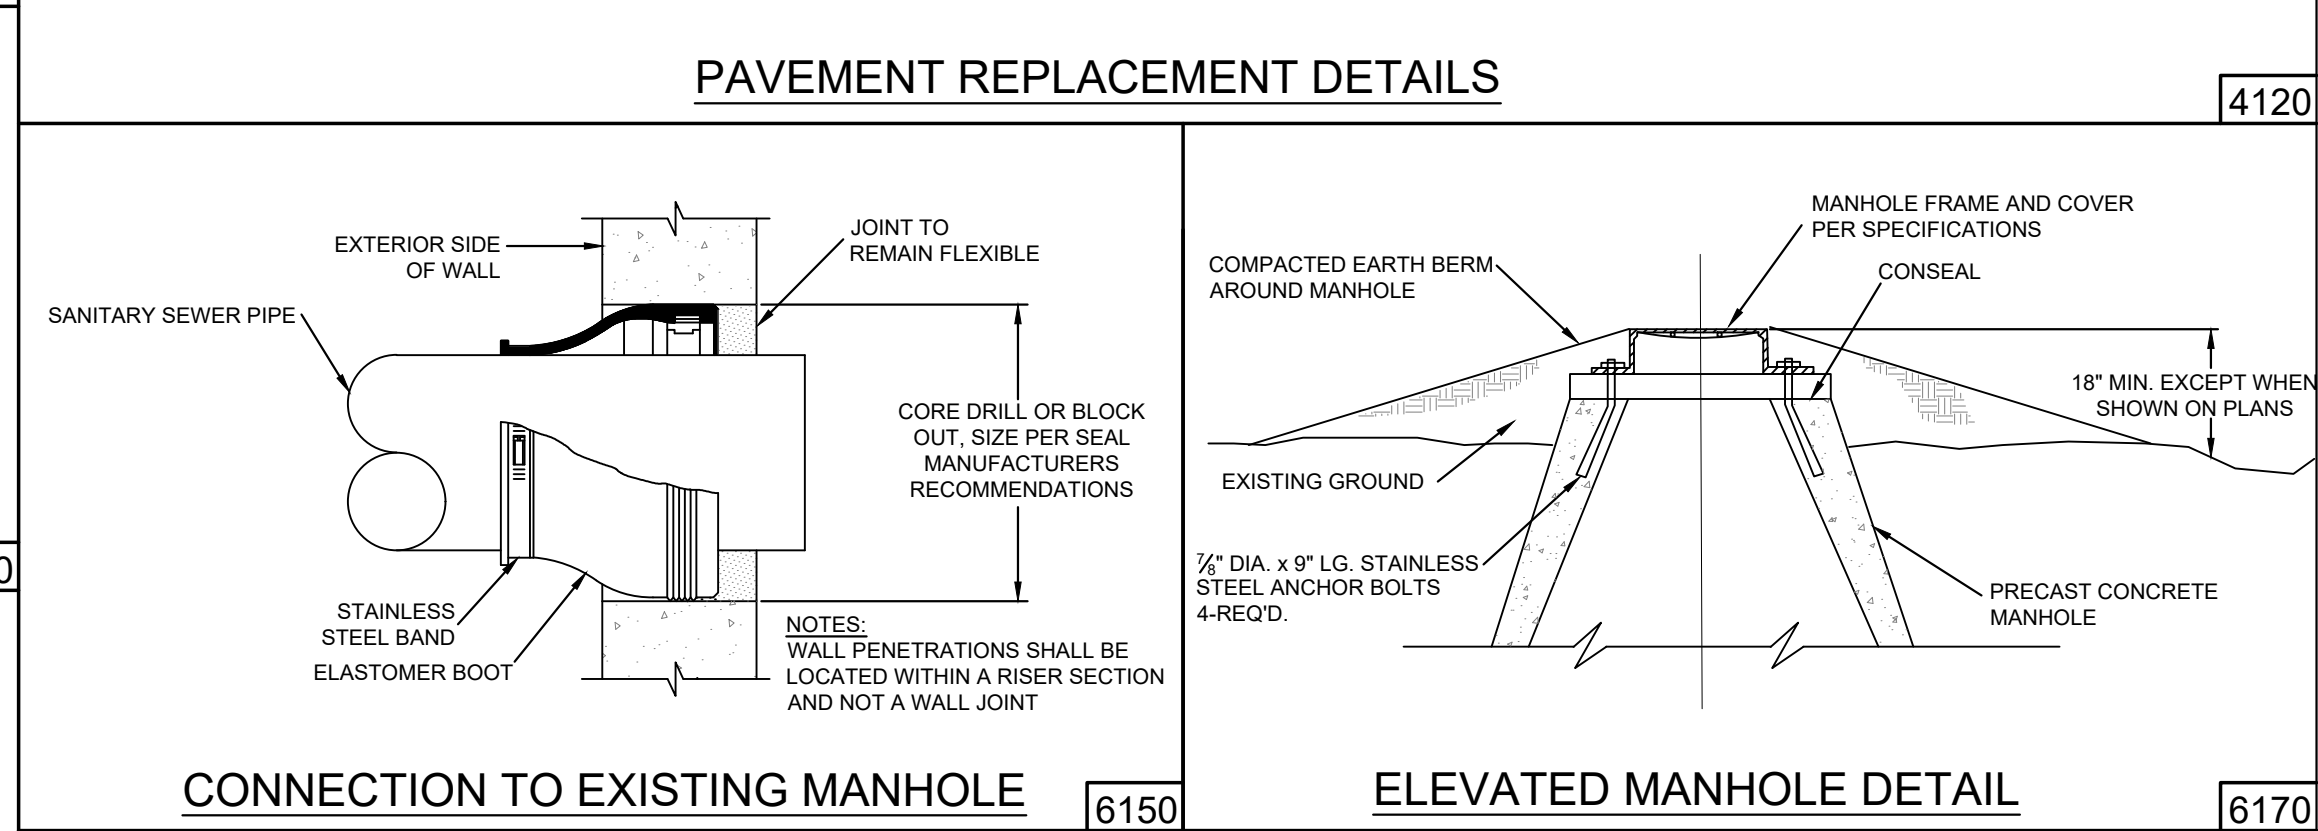 PAVEMENT REPLACEMENT DETAILS
4120
EXTERIOR SIDE
OF WALL
JOINT TO
REMAIN FLEXIBLE
SANITARY SEWER PIPE
CORE DRILL OR BLOCK
OUT, SIZE PER SEAL
MANUFACTURERS
RECOMMENDATIONS
STAINLESS
STEEL BAND
ELASTOMER BOOT
NOTES:
WALL PENETRATIONS SHALL BE
LOCATED WITHIN A RISER SECTION
AND NOT A WALL JOINT
CONNECTION TO EXISTING MANHOLE
6150
MANHOLE FRAME AND COVER
PER SPECIFICATIONS
COMPACTED EARTH BERM
AROUND MANHOLE
CONSEAL
18" MIN. EXCEPT WHEN
SHOWN ON PLANS
EXISTING GROUND
⅞" DIA. x 9" LG. STAINLESS
STEEL ANCHOR BOLTS
4-REQ'D.
PRECAST CONCRETE
MANHOLE
ELEVATED MANHOLE DETAIL
6170
0